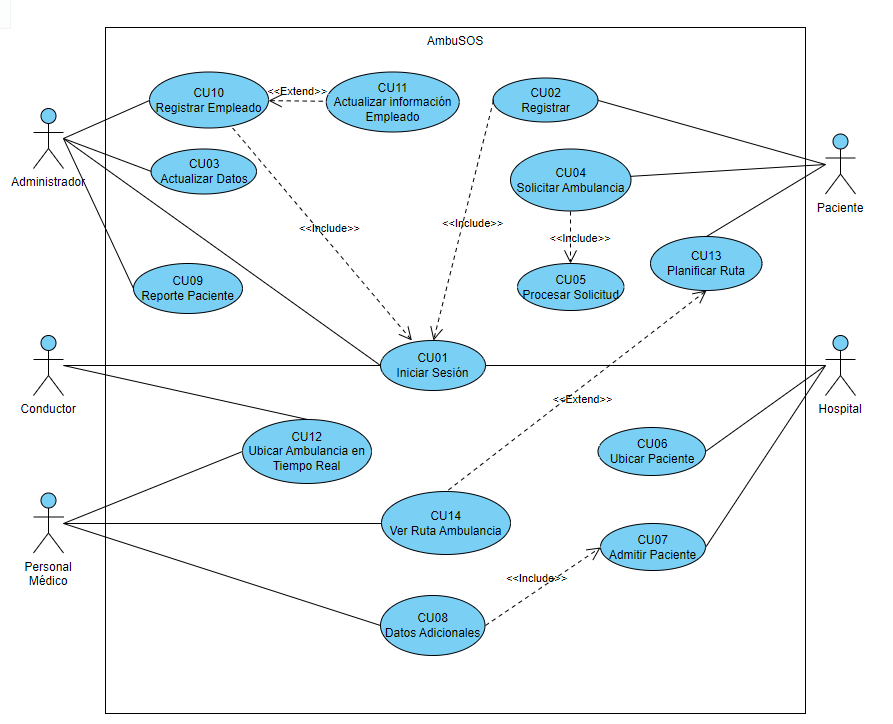 AmbuSOS
CU10
Registrar Empleado
<<Extend>>
CU11
Actualizar información
Empleado
CU02
Registrar
CU03
Actualizar Datos
CU04
Solicitar Ambulancia
Administrador
Paciente
<<Include>>
<<Include>>
<<Include>>
CU13
Planificar Ruta
CU09
Reporte Paciente
CU05
Procesar Solicitud
CU01
Iniciar Sesión
Conductor
Hospital
<<Extend>>
CU12
Ubicar Ambulancia en
Tiempo Real
CU06
Ubicar Paciente
CU14
Ver Ruta Ambulancia
CU07
Admitir Paciente
Personal
Médico
<<Include>>
CU08
Datos Adicionales